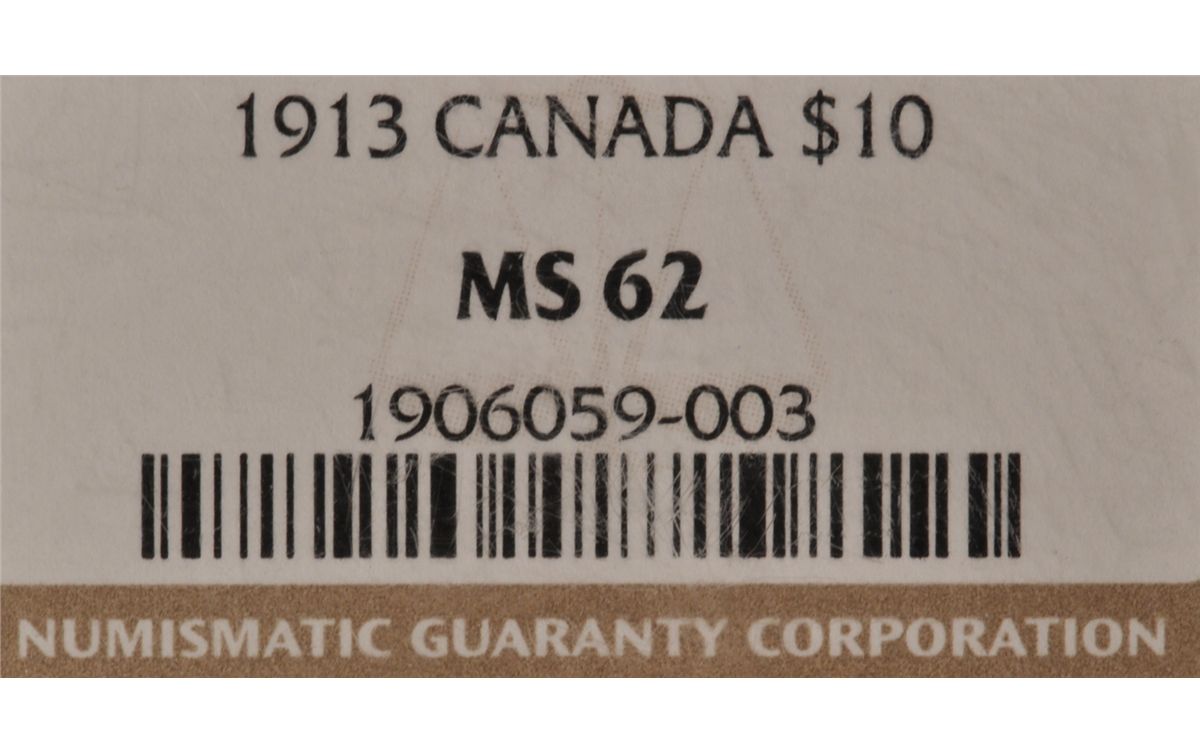 1913 CANADA $10
MS 62
1906059-003
NUMISMATIC GUARANTY CORPORATION